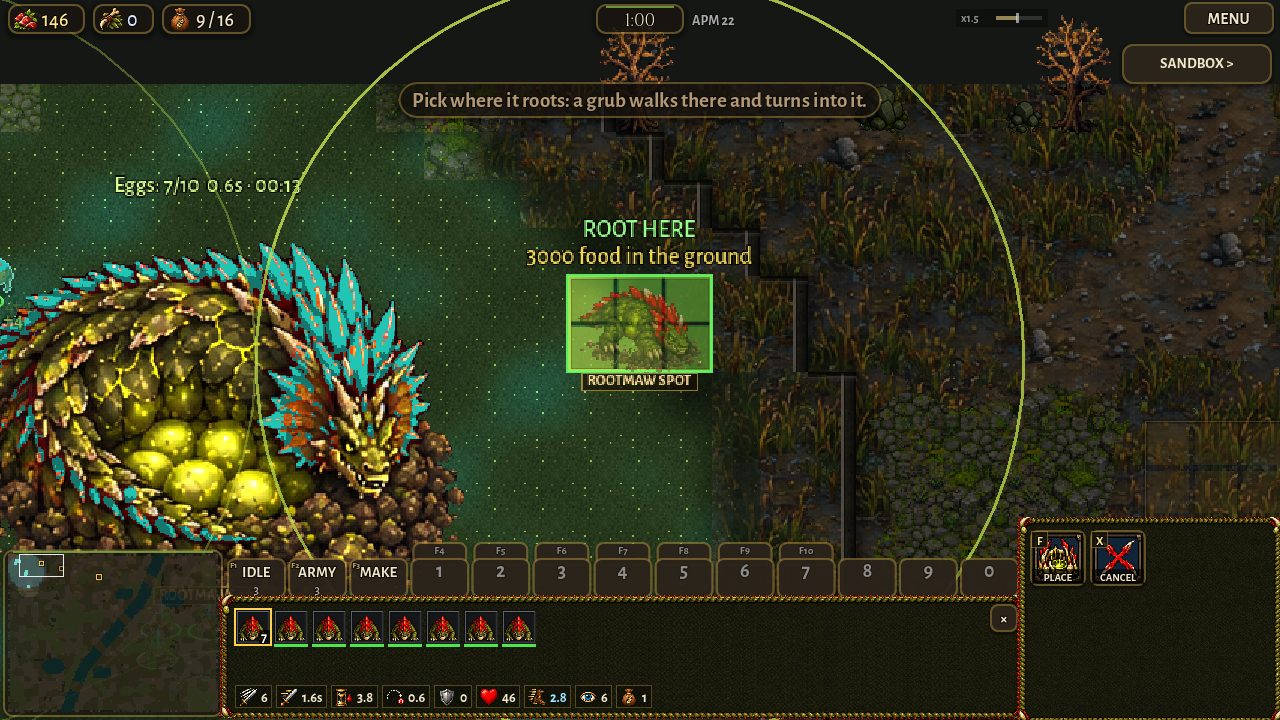 146
0
9 / 16
1:00
APM 22
x1.5
MENU
SANDBOX >
Pick where it roots: a grub walks there and turns into it.
Eggs: 7/10 0.6s · 00:13
ROOT HERE
3000 food in the ground
ROOTMAW SPOT
F1 IDLE 3
F2 ARMY 3
MAKE
F4 1
F5 2
F6 3
F7 4
F8 5
F9 6
F10 7
8
9
0
7
×
6
1.6s
3.8
0.6
0
46
2.8
6
1
F PLACE
X CANCEL